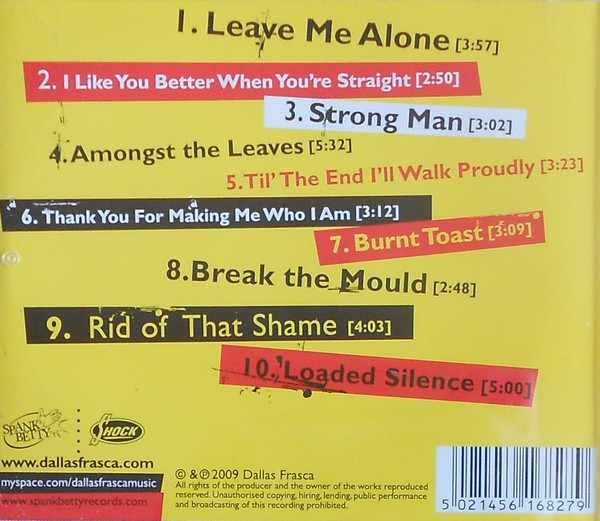 1. Leave Me Alone [3:57]
2. I Like You Better When You're Straight [2:50]
3. Strong Man [3:02]
4. Amongst the Leaves [5:32]
5. Til' The End I'll Walk Proudly [3:23]
6. Thank You For Making Me Who I Am [3:12]
7. Burnt Toast [3:09]
8. Break the Mould [2:48]
9. Rid of That Shame [4:03]
10. Loaded Silence [5:00]
SPANK BETTY
SHOCK
www.dallasfrasca.com
myspace.com/dallasfrascamusic
www.spankbettyrecords.com
© & ℗ 2009 Dallas Frasca
All rights of the producer and the owner of the works reproduced
reserved. Unauthorised copying, hiring, lending, public performance
and broadcasting of this recording prohibited.
5 021456 168279